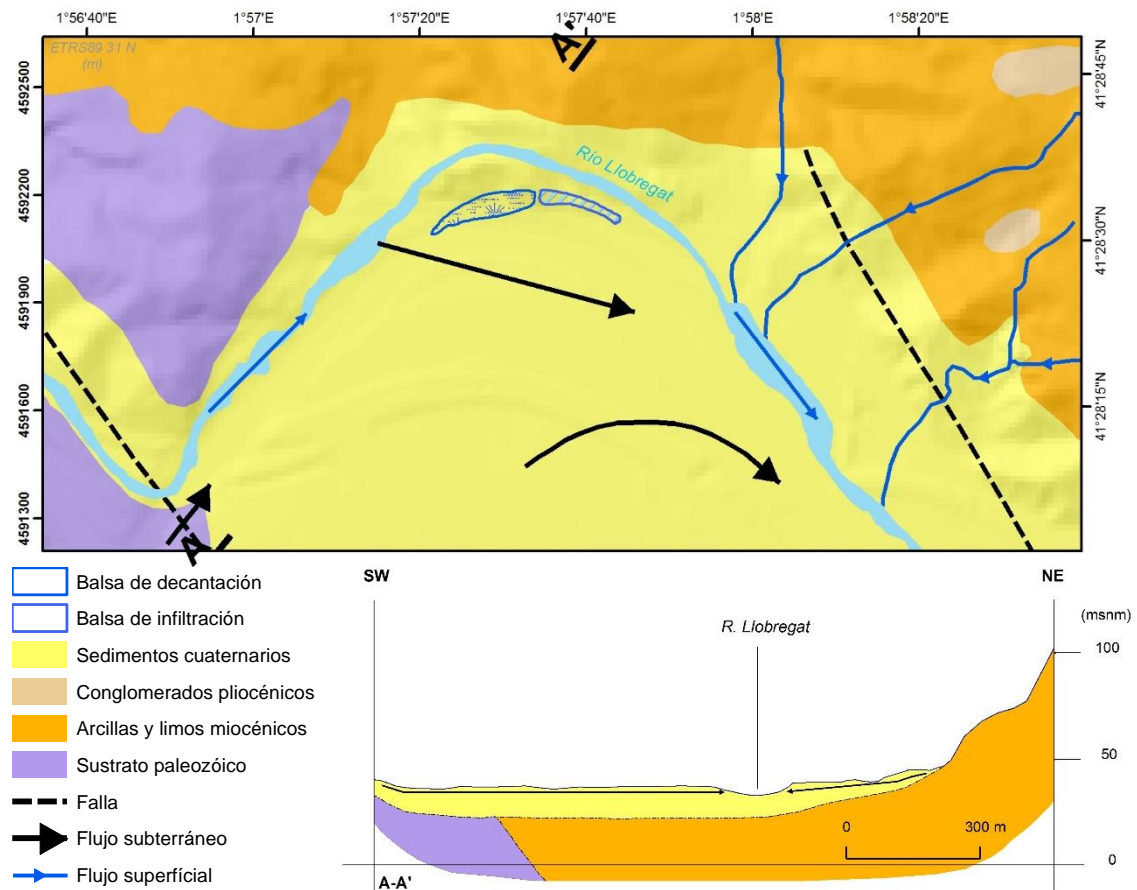 1°56'40"E
1°57'E
1°57'20"E
1°57'40"E
1°58'E
1°58'20"E
ETRS89 31 N
(m)
A'
4592500
4592200
4591900
4591600
4591300
41°28'45"N
41°28'30"N
41°28'15"N
Río Llobregat
A
Balsa de decantación
Balsa de infiltración
Sedimentos cuaternarios
Conglomerados pliocénicos
Arcillas y limos miocénicos
Sustrato paleozóico
Falla
Flujo subterráneo
Flujo superfícial
SW
NE
(msnm)
R. Llobregat
100
50
0
0 300 m
A-A'